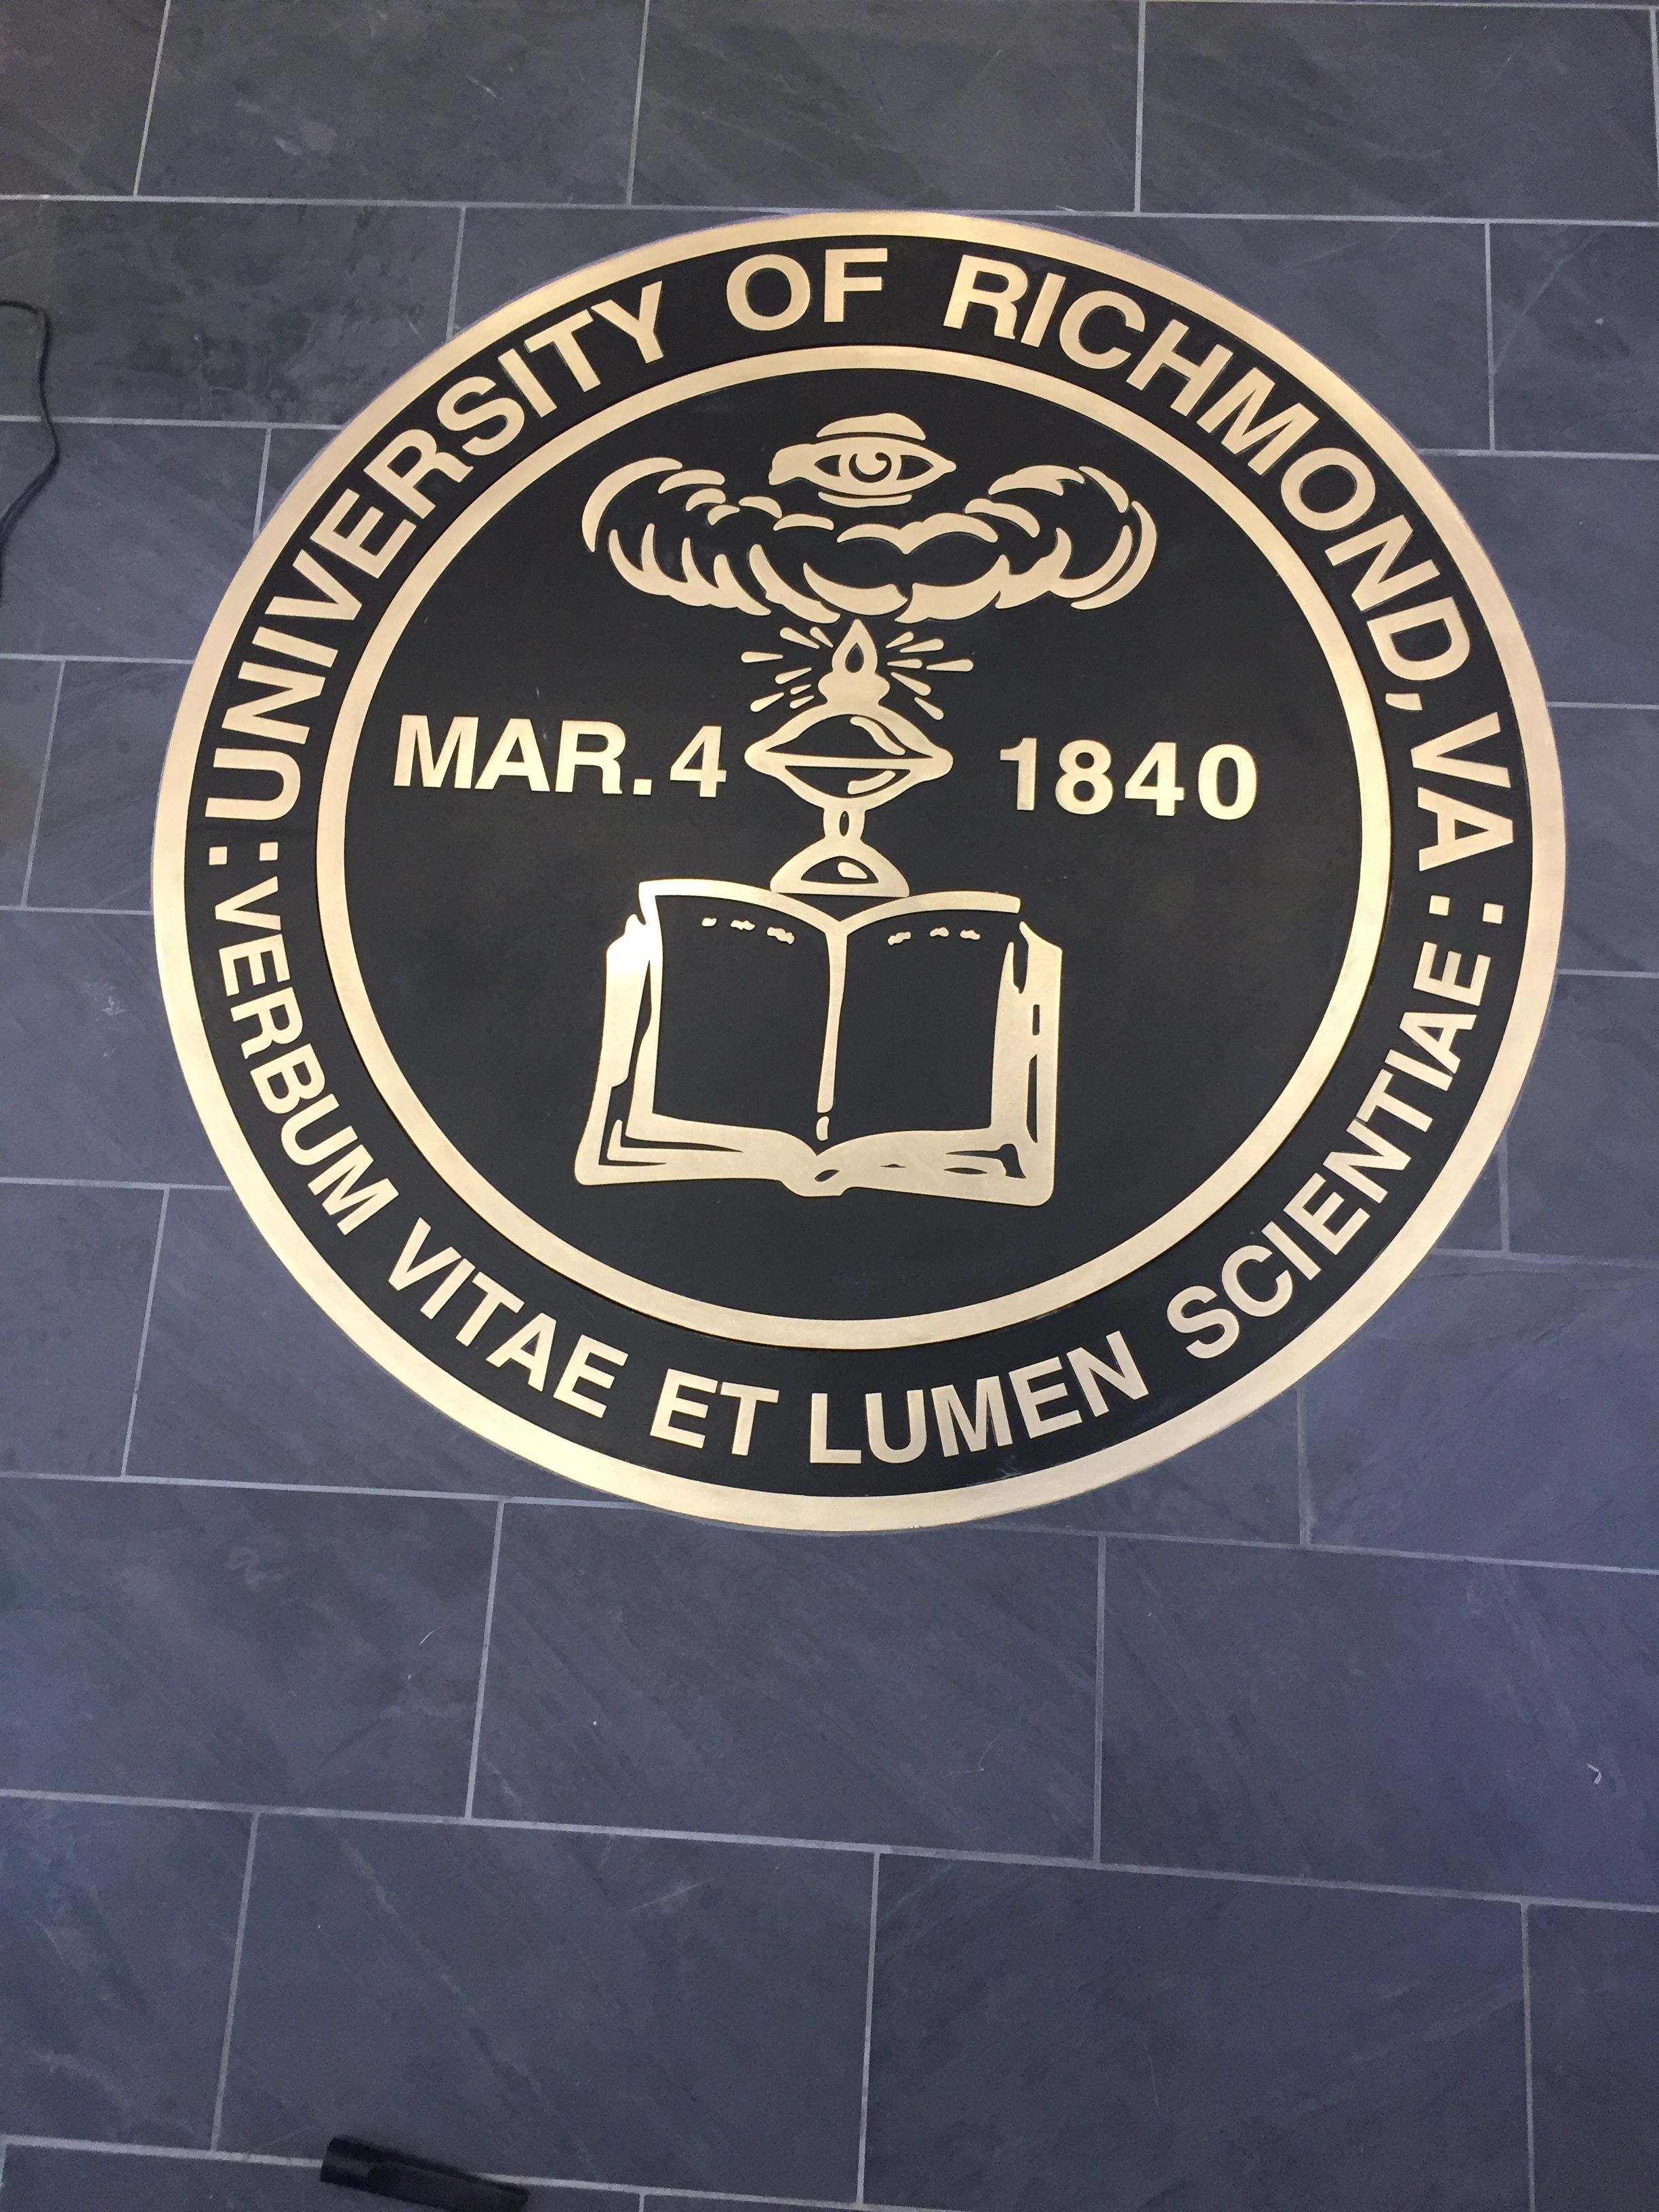 :UNIVERSITY OF RICHMOND, VA:
MAR. 4 1840
VERBUM VITAE ET LUMEN SCIENTIAE